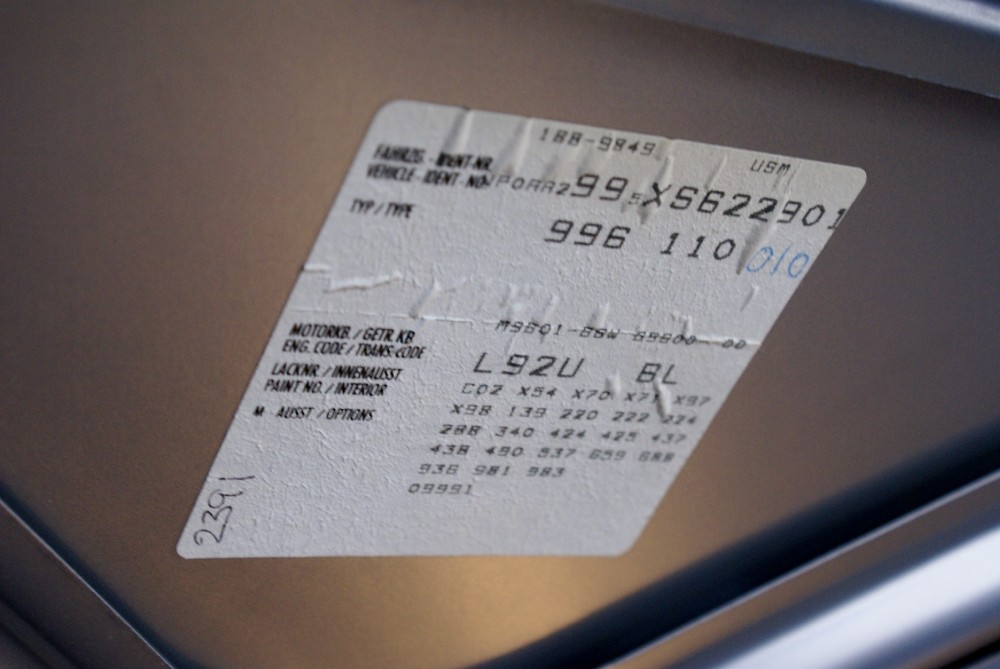 188-9849 USM
FAHRZG.-IDENT-NR.
VEHICLE-IDENT-NO. WP0AA299 XS622901
TYP / TYPE 996 110 010
MOTORKB. / GETR. KB
ENG. CODE / TRANS. CODE
LACKNR. / INNENAUSST L92U BL
PAINT NO. / INTERIOR C02 X54 X70 X71 X97
M AUSST / OPTIONS X98 139 220 222 224
288 340 424 425 437
438 490 537 659 688
936 981 983
09991
2391